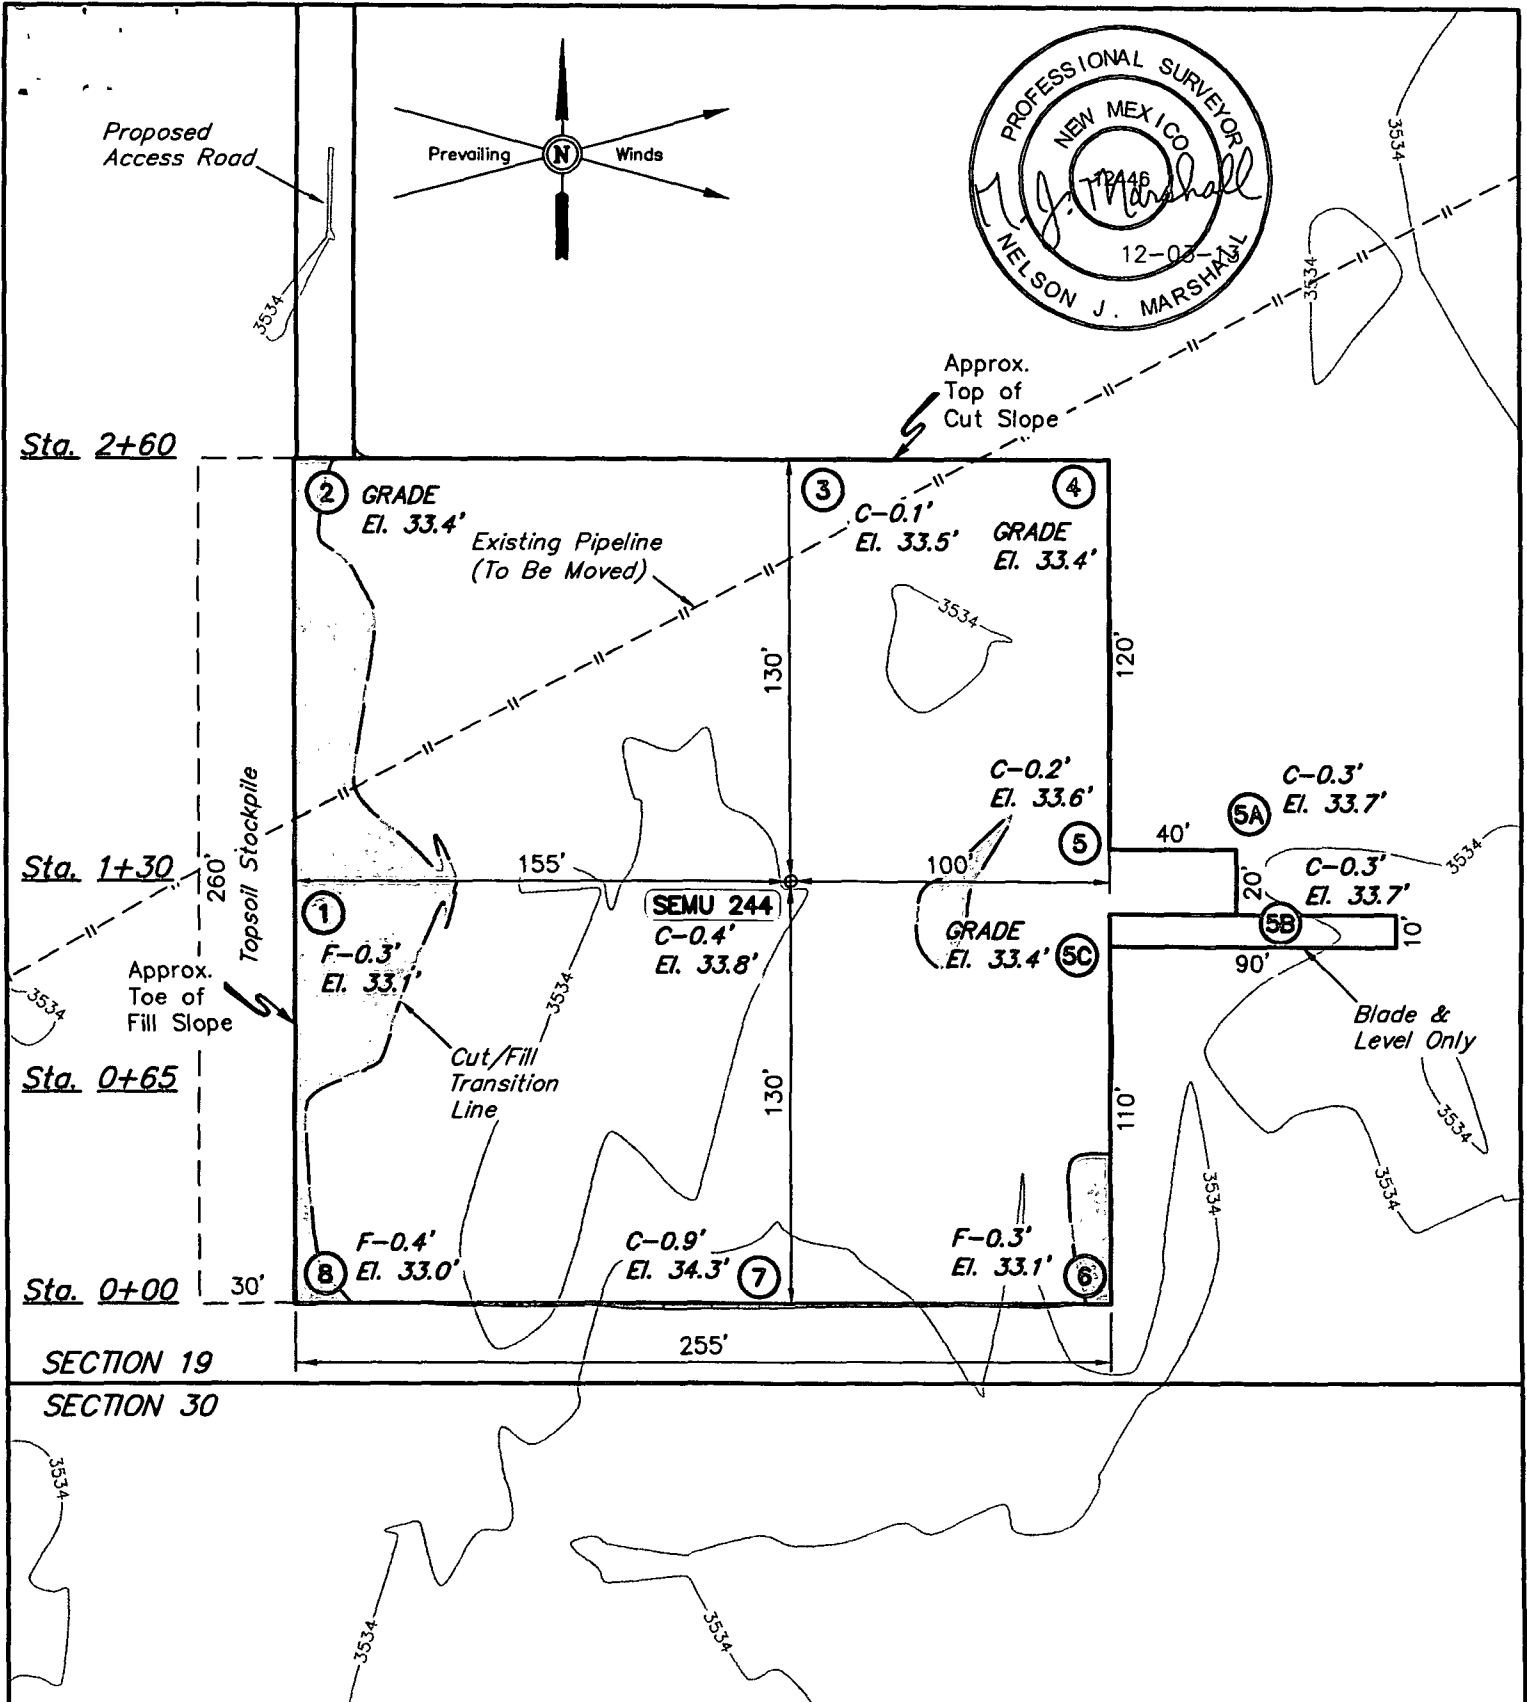 Proposed
Access Road
3534
Prevailing
N
Winds
PROFESSIONAL SURVEYOR
NEW MEXICO
12446
N.J. Marshall
NELSON J. MARSHALL
3534
3534
Approx.
Top of
Cut Slope
Sta. 2+60
2
GRADE
El. 33.4'
3
C-0.1'
El. 33.5'
4
GRADE
El. 33.4'
Existing Pipeline
(To Be Moved)
3534
130'
120'
Topsoil Stockpile
260'
C-0.2'
El. 33.6'
5
40'
5A
C-0.3'
El. 33.7'
Sta. 1+30
155'
100'
20'
C-0.3'
El. 33.7'
3534
1
F-0.3'
El. 33.1'
SEMU 244
C-0.4'
El. 33.8'
GRADE
El. 33.4'
5C
5B
10'
90'
Approx.
Toe of
Fill Slope
3534
3534
Blade &
Level Only
Sta. 0+65
Cut/Fill
Transition
Line
130'
110'
3534
3534
3534
Sta. 0+00
30'
8
F-0.4'
El. 33.0'
C-0.9'
El. 34.3'
7
F-0.3'
El. 33.1'
6
255'
SECTION 19
SECTION 30
3534
3534
3534